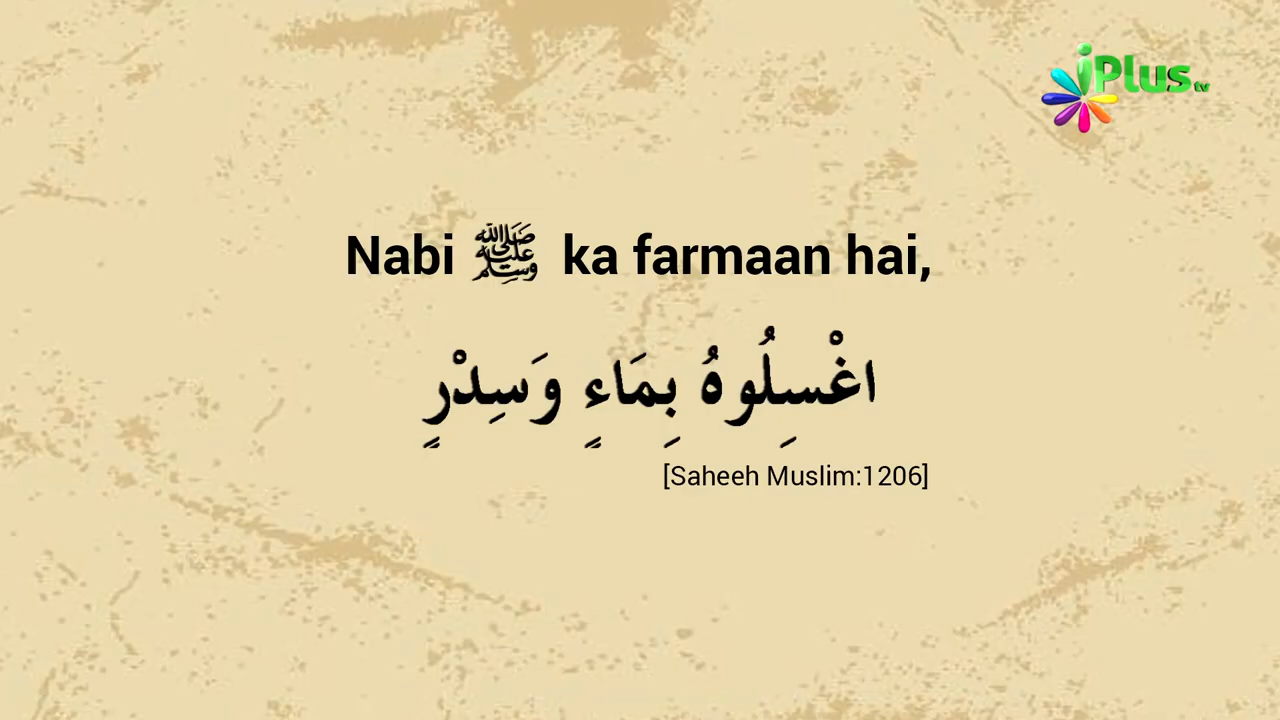 iPlus tv
Nabi ﷺ ka farmaan hai,
اغْسِلُوهُ بِمَاءٍ وَسِدْرٍ
[Saheeh Muslim:1206]